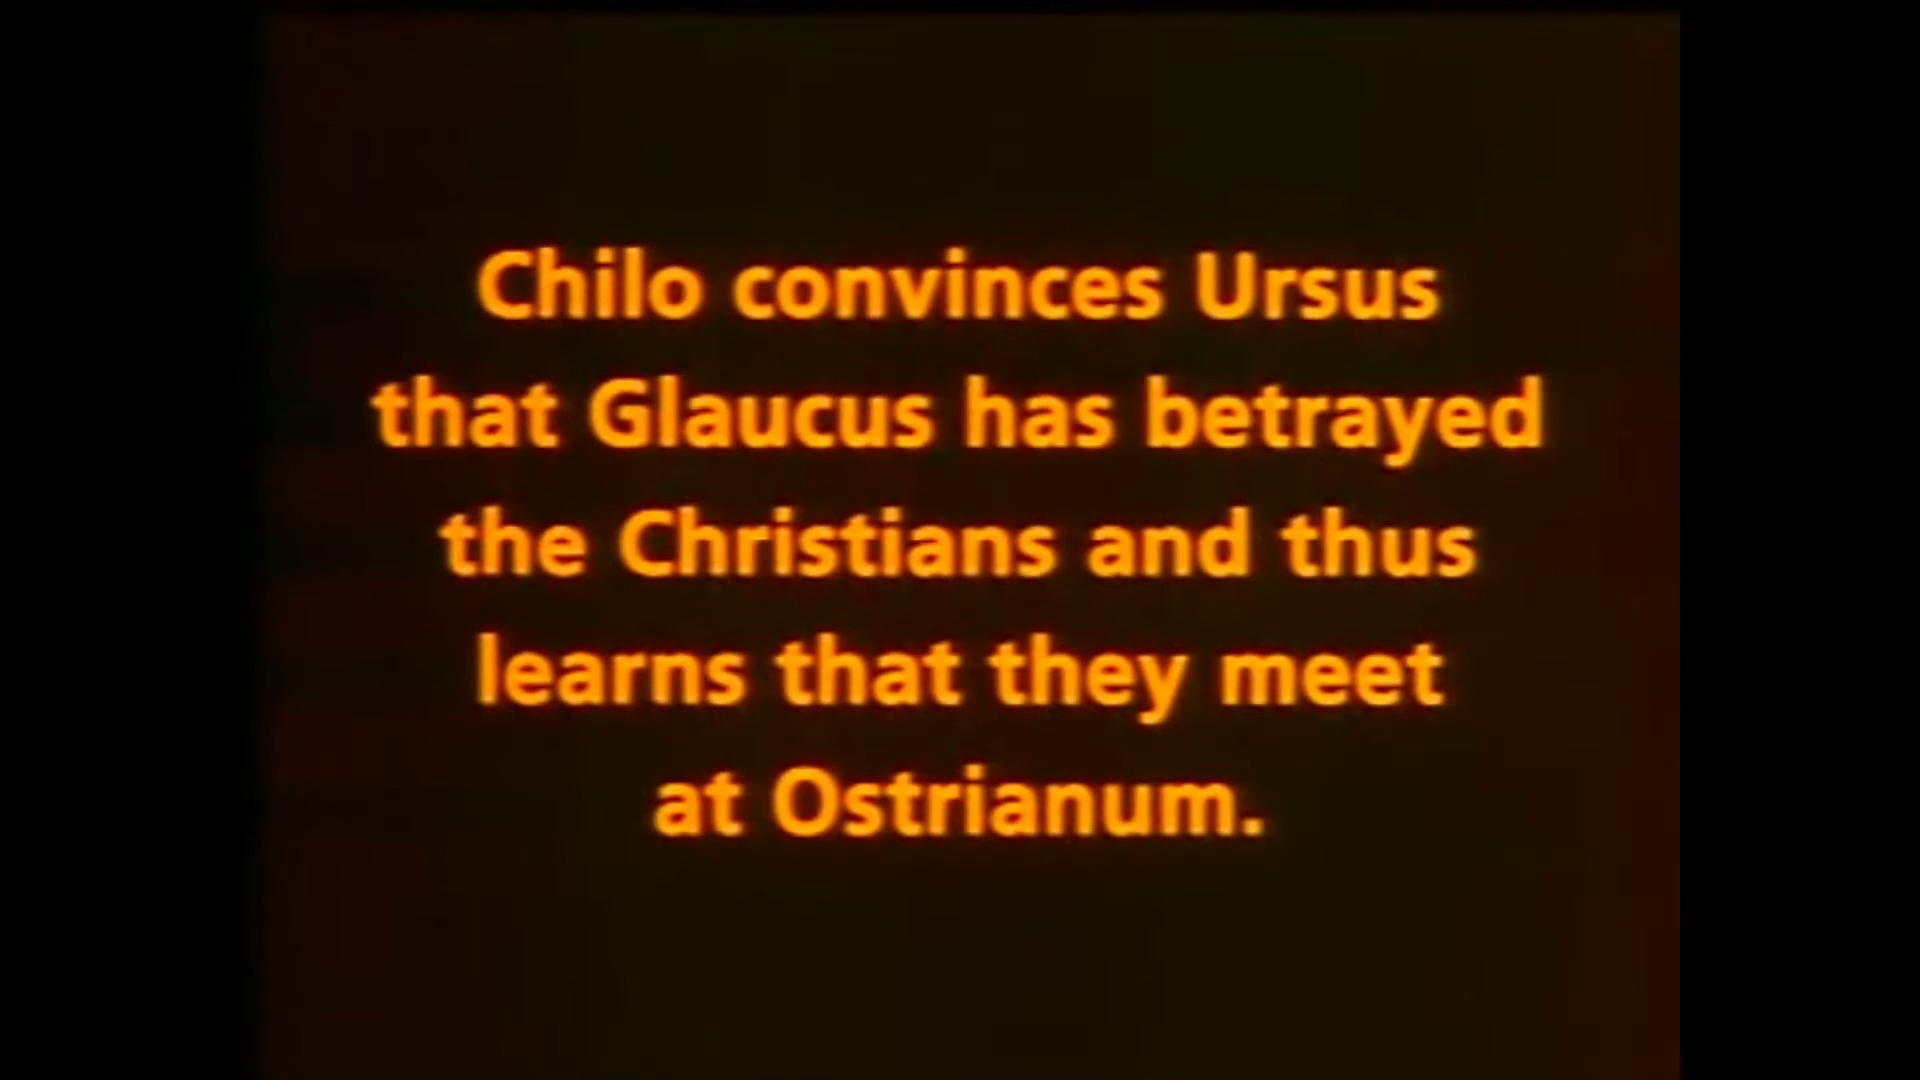 Chilo convinces Ursus
that Glaucus has betrayed
the Christians and thus
learns that they meet
at Ostrianum.